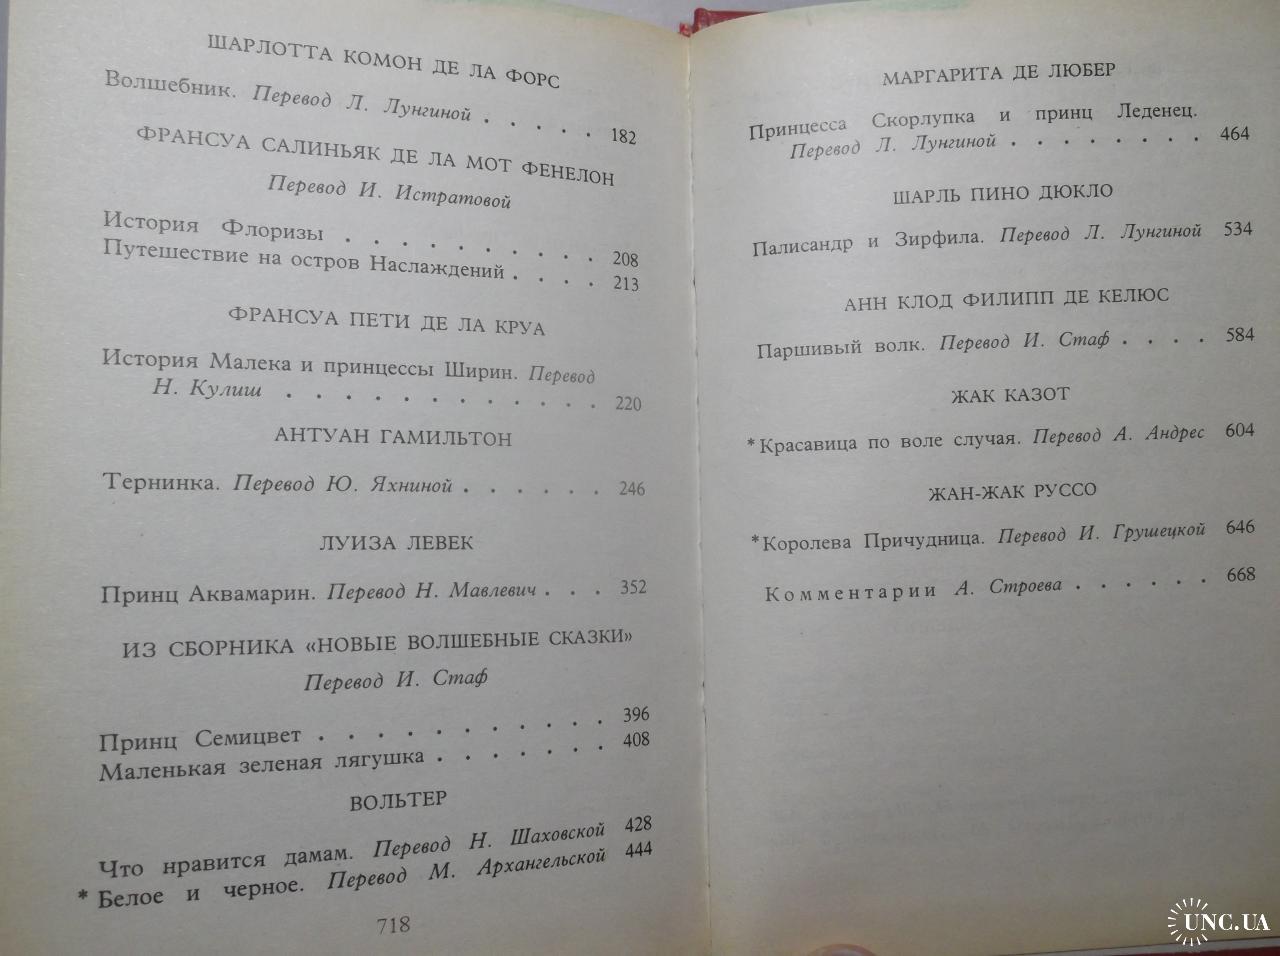 ШАРЛОТТА КОМОН ДЕ ЛА ФОРС
Волшебник. Перевод Л. Лунгиной . . . . . 182
ФРАНСУА САЛИНЬЯК ДЕ ЛА МОТ ФЕНЕЛОН
Перевод И. Истратовой
История Флоризы . . . . . . . . . . 208
Путешествие на остров Наслаждений . . . . 213
ФРАНСУА ПЕТИ ДЕ ЛА КРУА
История Малека и принцессы Ширин. Перевод
Н. Кулиш . . . . . . . . . . . . 220
АНТУАН ГАМИЛЬТОН
Тернинка. Перевод Ю. Яхниной . . . . . . 246
ЛУИЗА ЛЕВЕК
Принц Аквамарин. Перевод Н. Мавлевич . . . 352
ИЗ СБОРНИКА «НОВЫЕ ВОЛШЕБНЫЕ СКАЗКИ»
Перевод И. Стаф
Принц Семицвет . . . . . . . . . . . 396
Маленькая зеленая лягушка . . . . . . . 408
ВОЛЬТЕР
Что нравится дамам. Перевод Н. Шаховской 428
* Белое и черное. Перевод М. Архангельской 444
718
МАРГАРИТА ДЕ ЛЮБЕР
Принцесса Скорлупка и принц Леденец.
Перевод Л. Лунгиной . . . . . . . . 464
ШАРЛЬ ПИНО ДЮКЛО
Палисандр и Зирфила. Перевод Л. Лунгиной 534
АНН КЛОД ФИЛИПП ДЕ КЕЛЮС
Паршивый волк. Перевод И. Стаф . . . . 584
ЖАК КАЗОТ
* Красавица по воле случая. Перевод А. Андрес 604
ЖАН-ЖАК РУССО
* Королева Причудница. Перевод И. Грушецкой 646
Комментарии А. Строева . . . . . . 668
UNC.UA